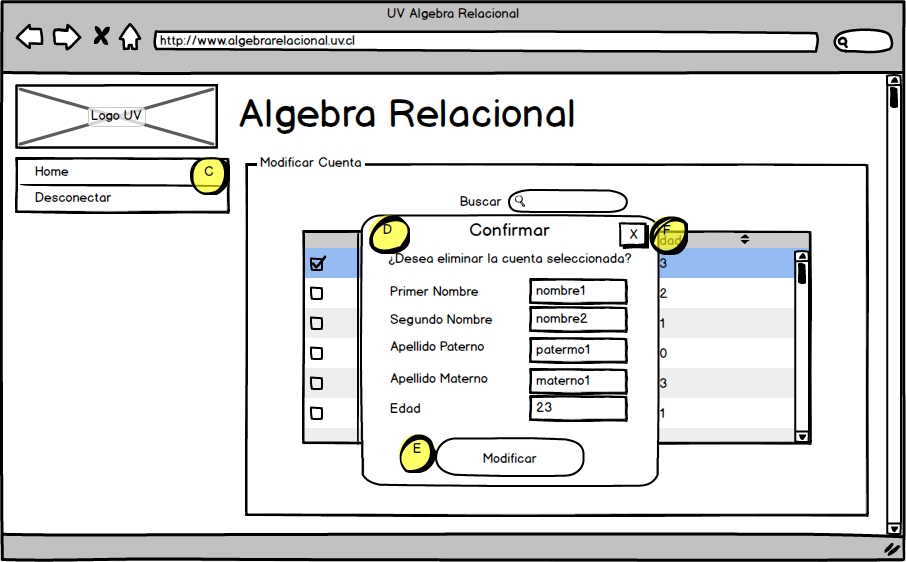 UV Algebra Relacional
http://www.algebrarelacional.uv.cl
Logo UV
Algebra Relacional
Home
C
Desconectar
Modificar Cuenta
Buscar
D
Confirmar
X
F
dad
¿Desea eliminar la cuenta seleccionada?
3
Primer Nombre
nombre1
2
Segundo Nombre
nombre2
1
Apellido Paterno
patermo1
0
Apellido Materno
materno1
3
Edad
23
1
E
Modificar